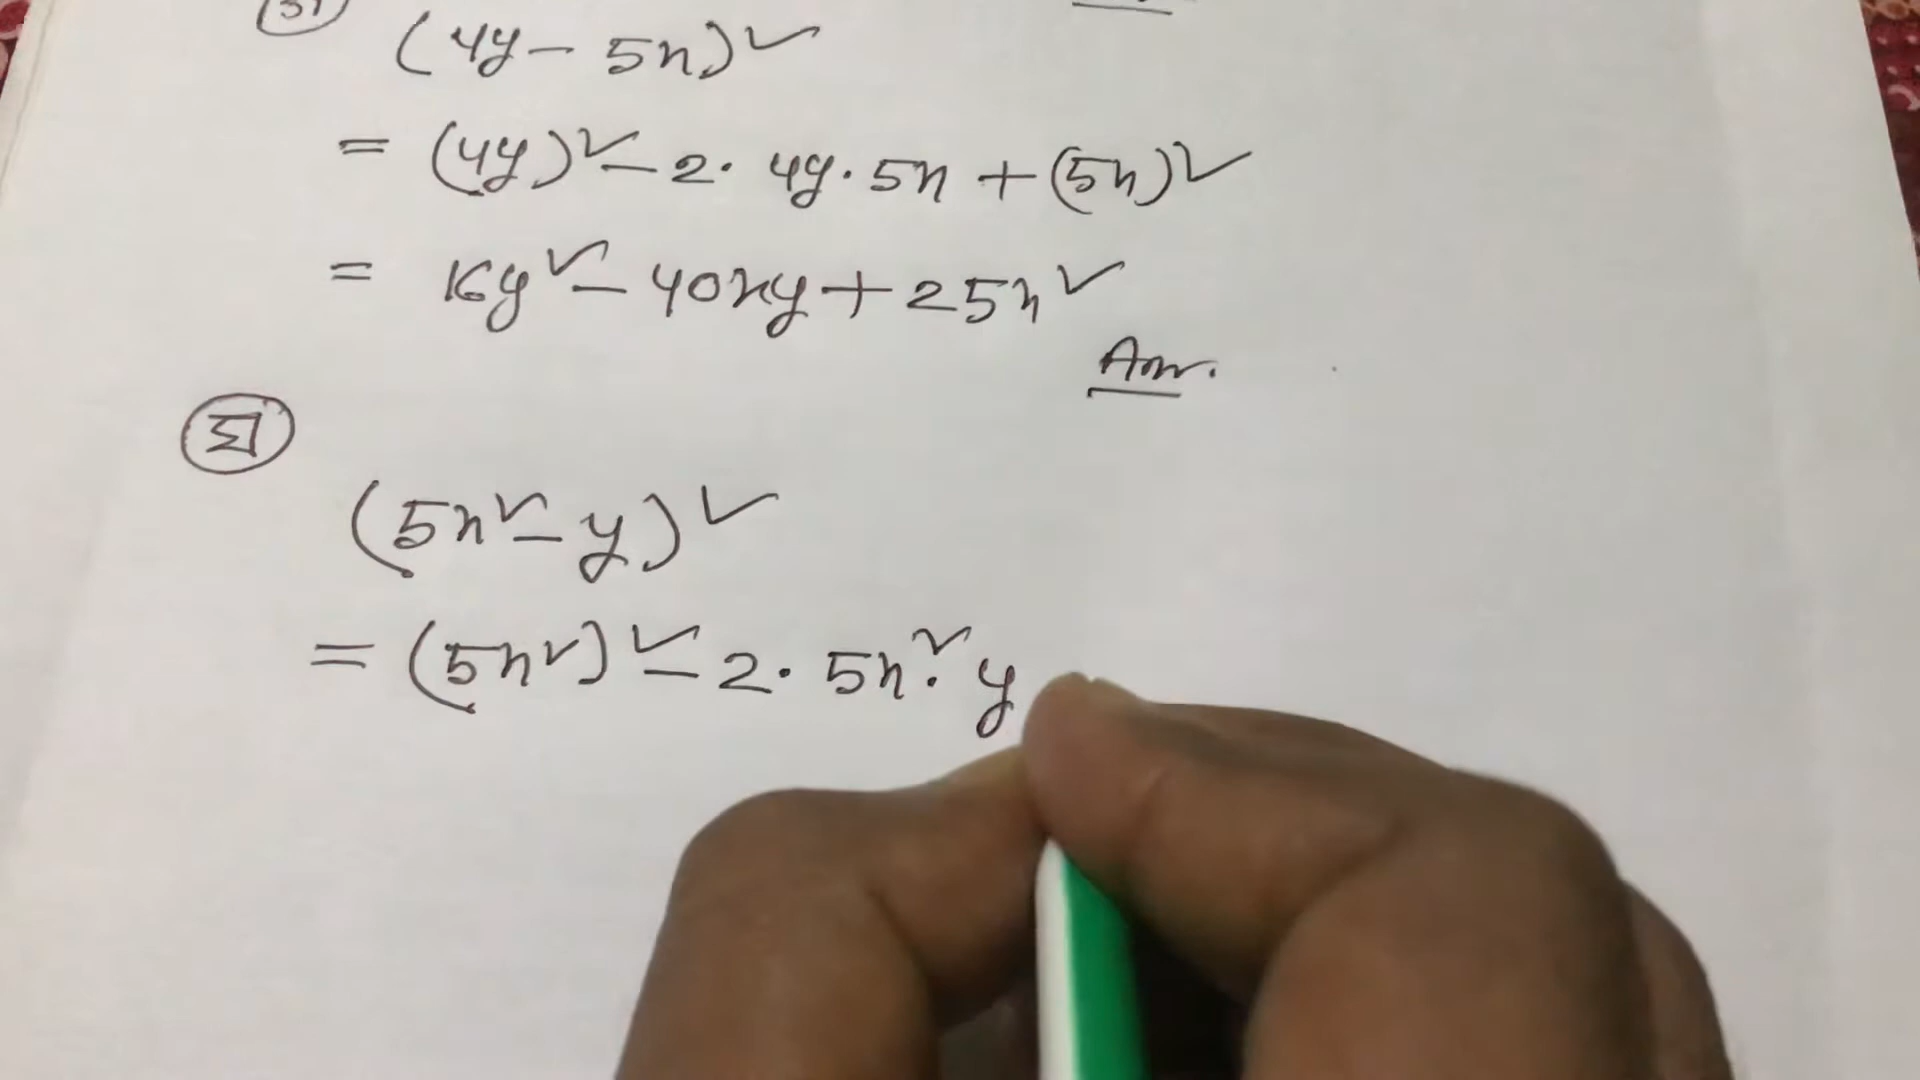 গ
(4y - 5x)²
= (4y)² - 2. 4y. 5x + (5x)²
= 16y² - 40xy + 25x²
Ans.
ঘ
(5x² - y)²
= (5x²)² - 2. 5x². y